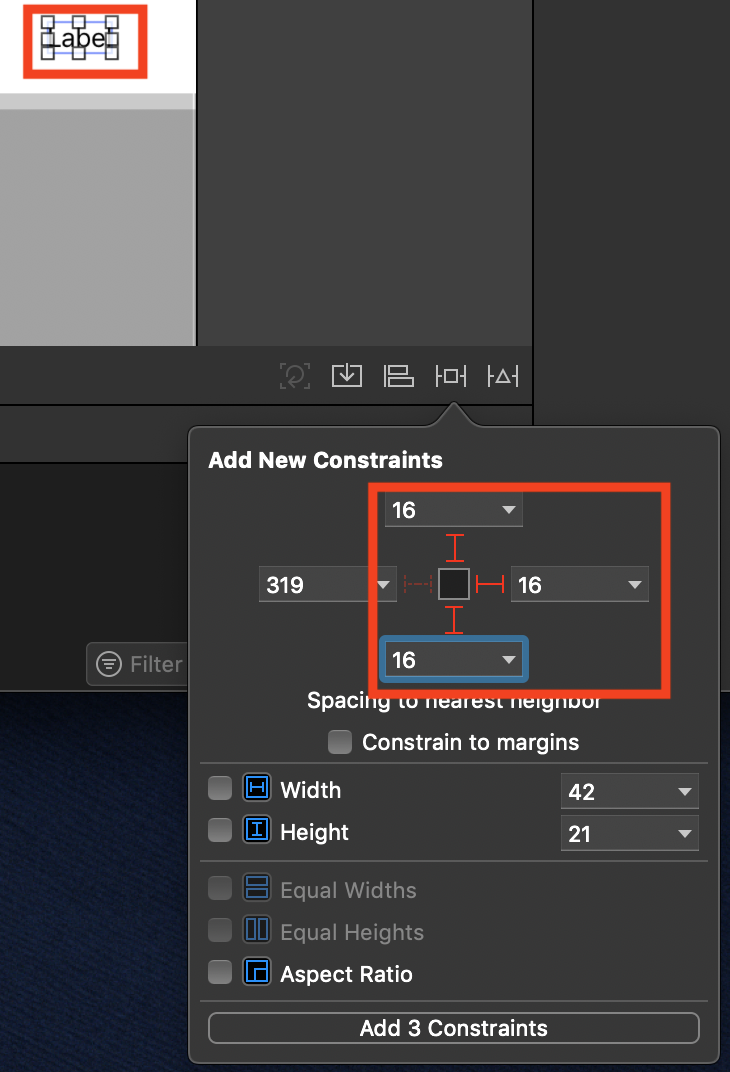 Label
Add New Constraints
16
319
16
16
Spacing to nearest neighbor
Filter
Constrain to margins
Width 42
Height 21
Equal Widths
Equal Heights
Aspect Ratio
Add 3 Constraints